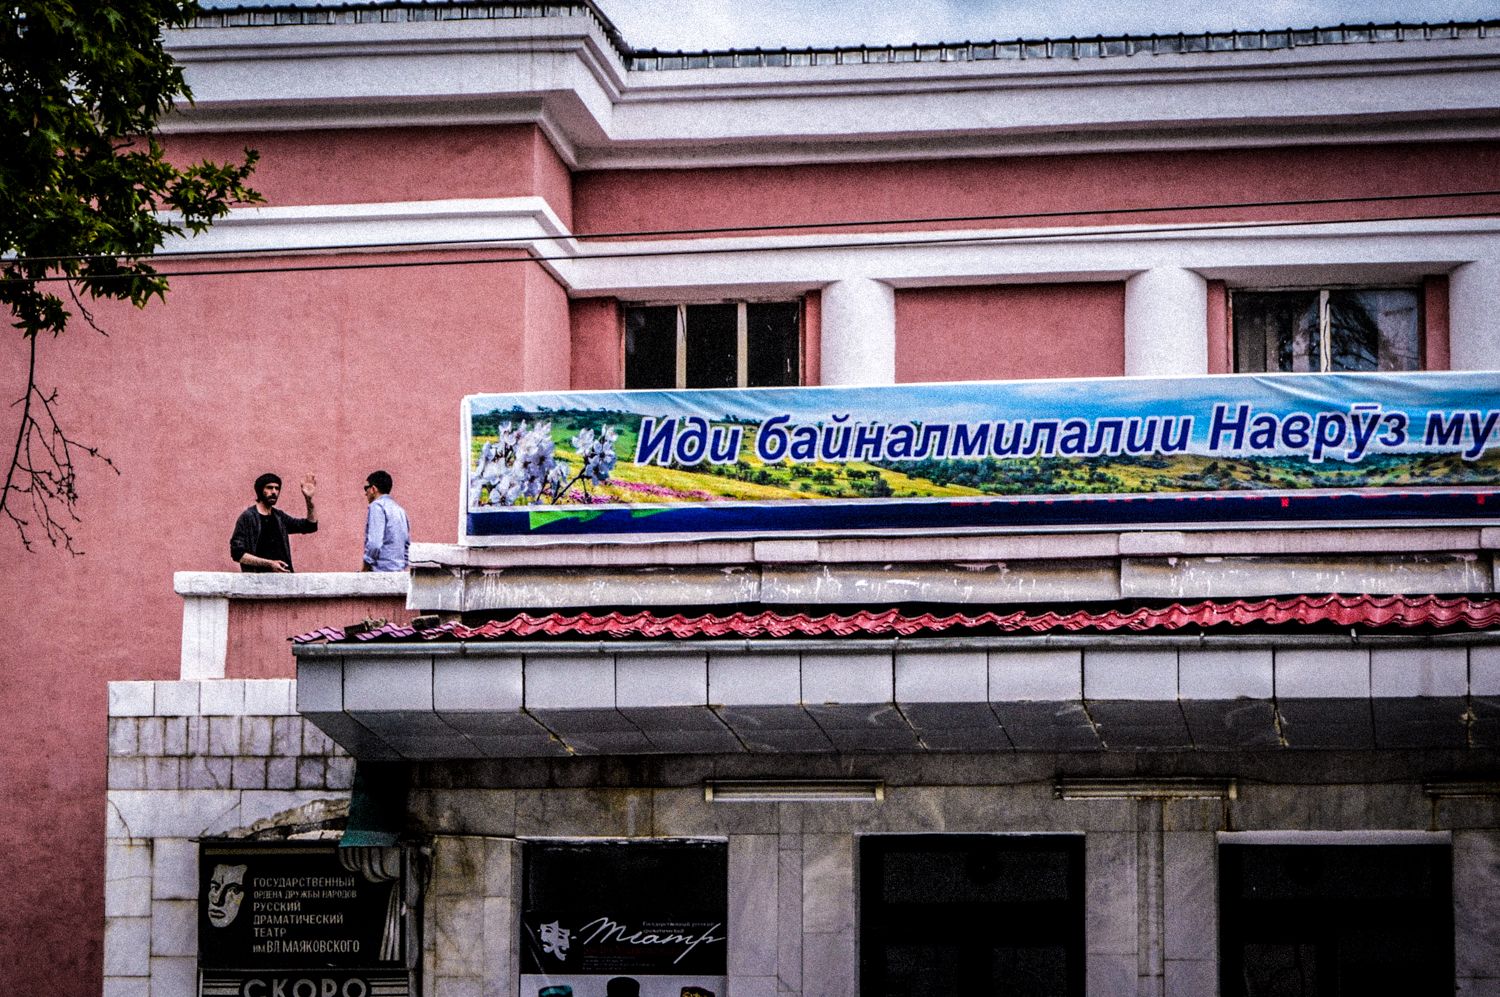 Иди байналмилалии Наврӯз му
ГОСУДАРСТВЕННЫЙ
ОРДЕНА ДРУЖБЫ НАРОДОВ
РУССКИЙ
ДРАМАТИЧЕСКИЙ
ТЕАТР
ИМ ВЛ МАЯКОВСКОГО
СКОРО
Театр